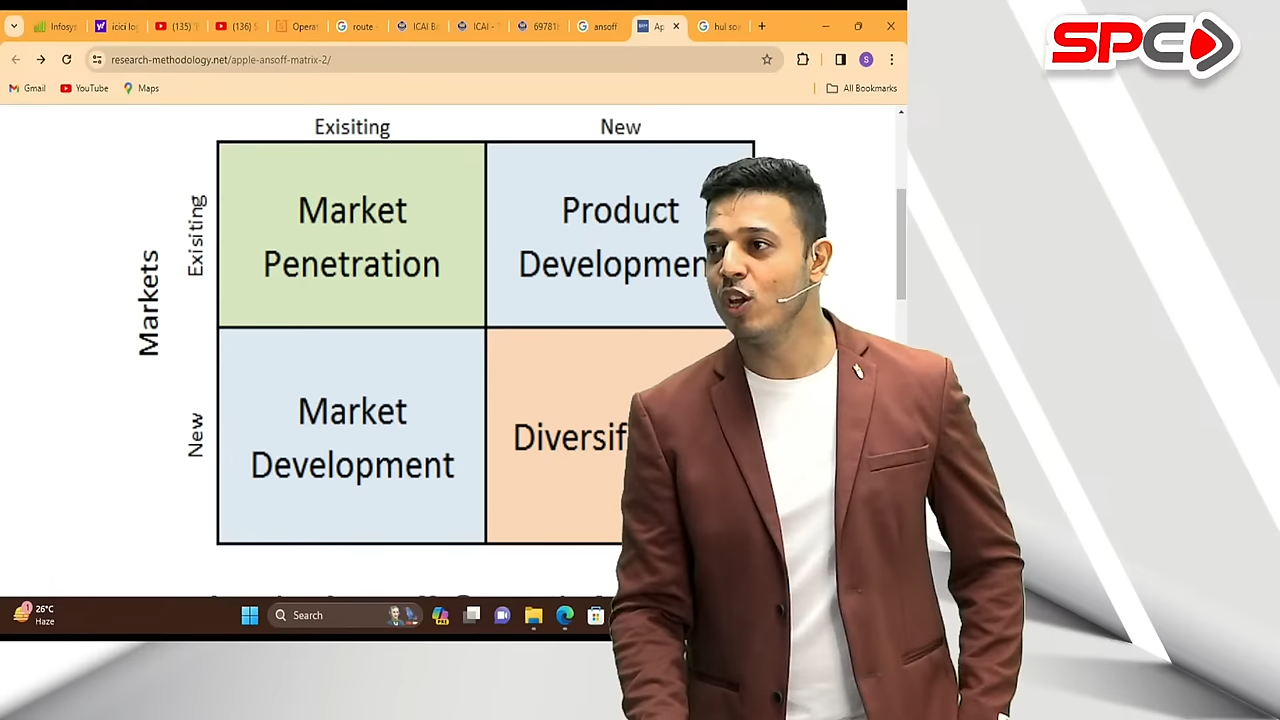 Infosys
icici lo
(135)
(136)
Operat
route
ICAI B
ICAI -
69781
ansoff
Ap
hul so
research-methodology.net/apple-ansoff-matrix-2/
Gmail
YouTube
Maps
All Bookmarks
SPC
Exisiting
New
Markets
Exisiting
New
Market
Penetration
Product
Developmen
Market
Development
Diversif
26°C
Haze
Search